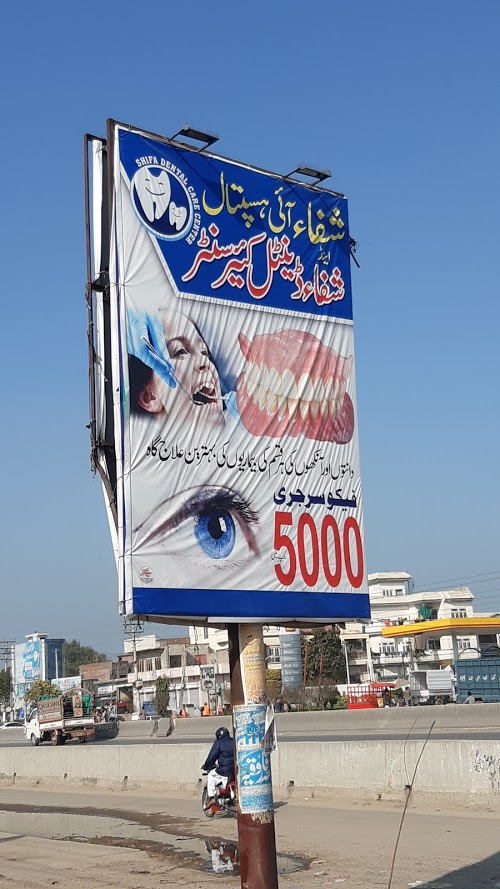 SHIFA DENTAL CARE CENTER
شفاء آئی ہسپتال
اینڈ
شفاء ڈینٹل کیئر سنٹر
دانتوں اور آنکھوں کی ہر قسم کی بیماریوں کی بہترین علاج گاہ
فیکو سرجری
5000